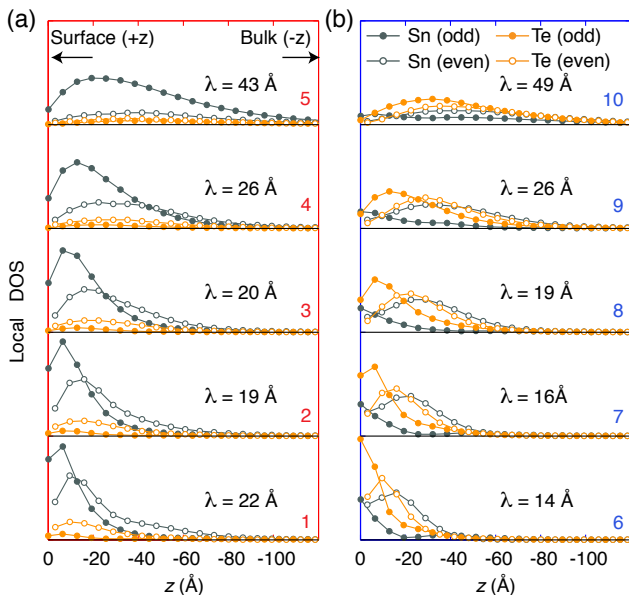 (a)
Surface (+z)
Bulk (-z)
λ = 43 Å
5
λ = 26 Å
4
λ = 20 Å
3
λ = 19 Å
2
λ = 22 Å
1
Local DOS
0 -20 -40 -60 -80 -100
z (Å)
(b)
Sn (odd) Te (odd)
Sn (even) Te (even)
λ = 49 Å
10
λ = 26 Å
9
λ = 19 Å
8
λ = 16Å
7
λ = 14 Å
6
0 -20 -40 -60 -80 -100
z (Å)